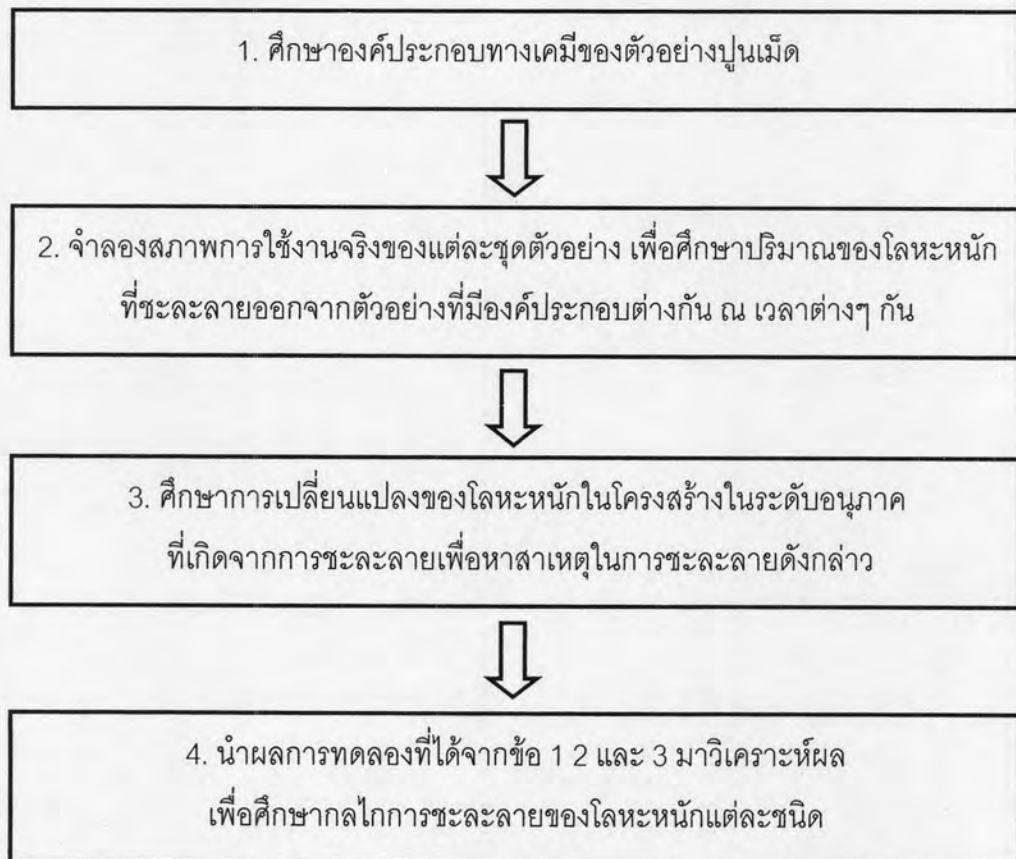 1. ศึกษาองค์ประกอบทางเคมีของตัวอย่างปูนเม็ด
2. จำลองสภาพการใช้งานจริงของแต่ละชุดตัวอย่าง เพื่อศึกษาปริมาณของโลหะหนัก
ที่ชะละลายออกจากตัวอย่างที่มีองค์ประกอบต่างกัน ณ เวลาต่างๆ กัน
3. ศึกษาการเปลี่ยนแปลงของโลหะหนักในโครงสร้างในระดับอนุภาค
ที่เกิดจากการชะละลายเพื่อหาสาเหตุในการชะละลายดังกล่าว
4. นำผลการทดลองที่ได้จากข้อ 1 2 และ 3 มาวิเคราะห์ผล
เพื่อศึกษากลไกการชะละลายของโลหะหนักแต่ละชนิด